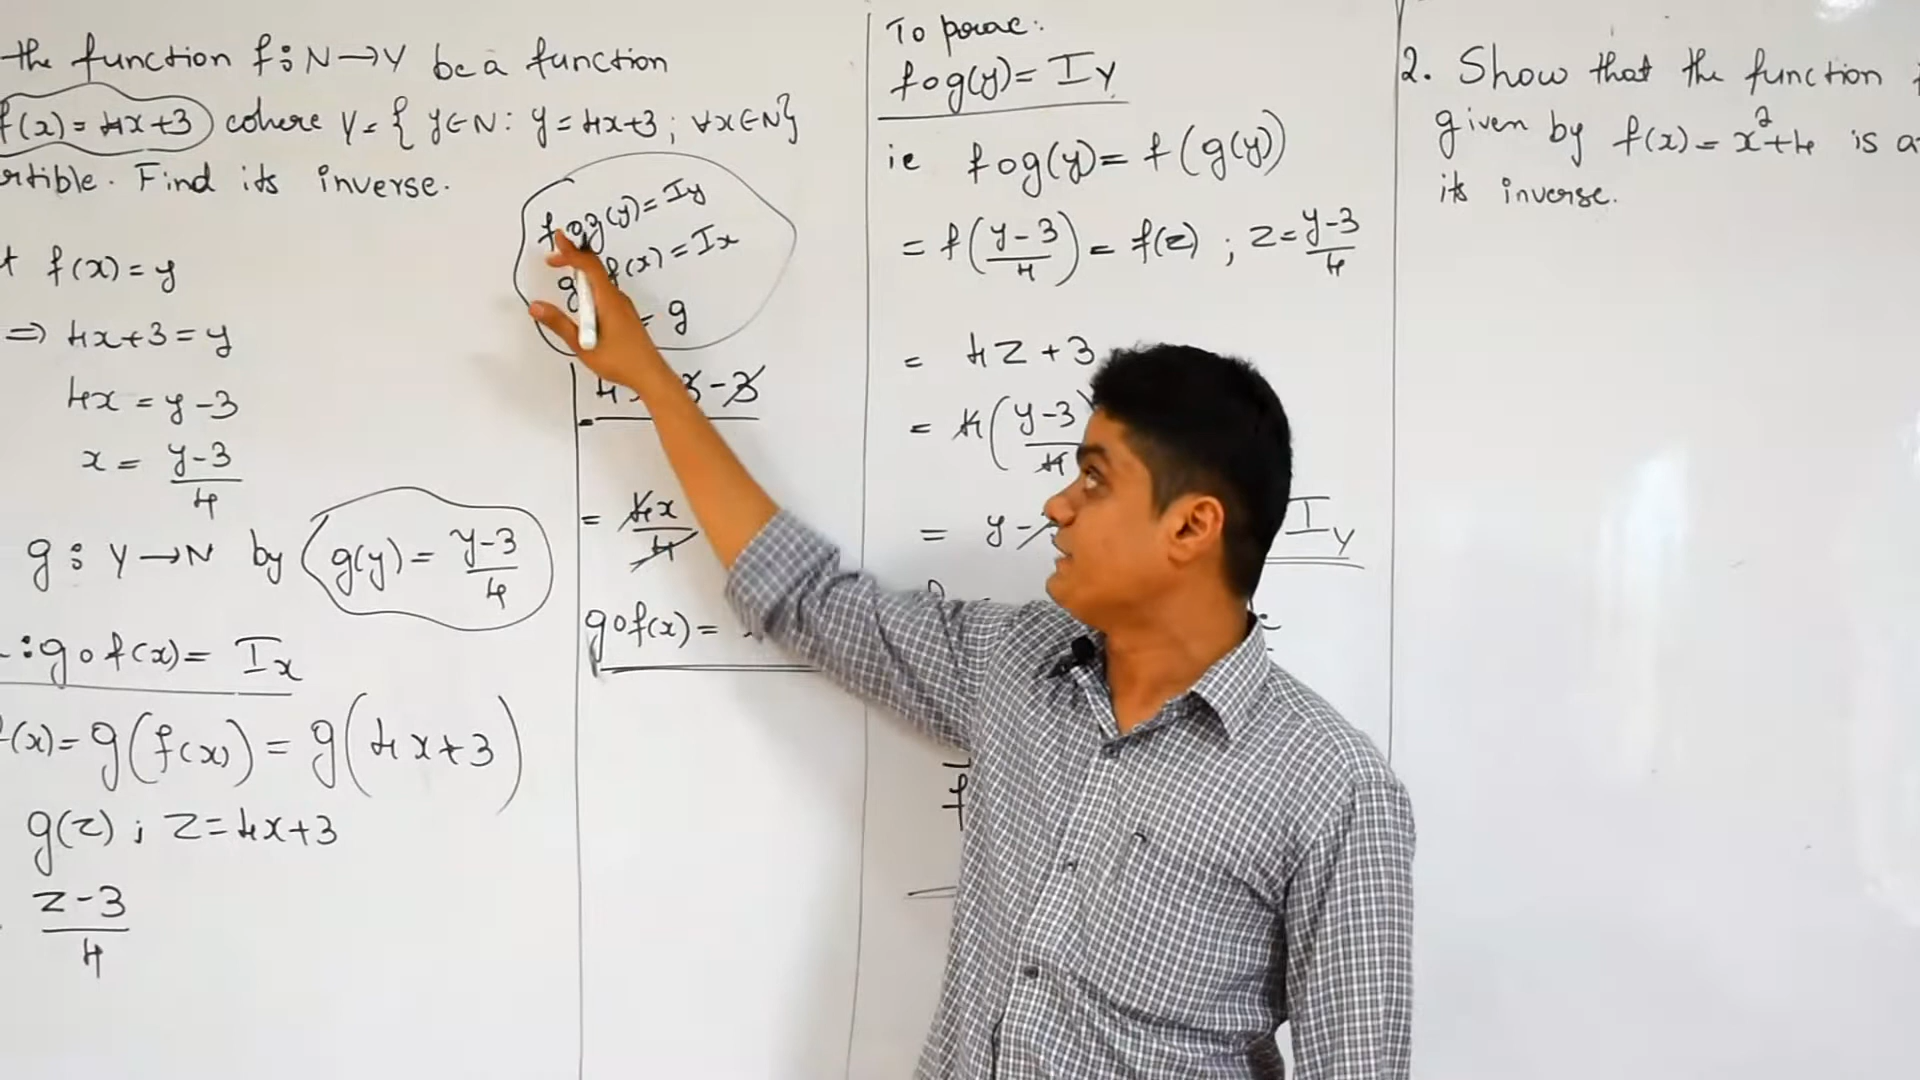 the function f: N→Y be a function
f(x) = 4x+3 where Y = { y∈N : y = 4x+3 ; ∀x∈N}
rtible. Find its inverse.
fog(y) = Iy
f(x) = Ix
= g
f(x) = y
⇒ 4x+3 = y
4x = y-3
x = y-3/4
g: Y→N by g(y) = y-3/4
: gof(x) = Ix
(x) = g(f(x)) = g(4x+3)
g(z) ; z = 4x+3
z-3/4
3-3
= 4x/4
gof(x) =
To prove:
fog(y) = Iy
ie fog(y) = f(g(y))
= f(y-3/4) = f(z) ; z = y-3/4
= 4z+3
= 4(y-3/4)
= y- Iy
f
2. Show that the function
given by f(x) = x²+4 is
its inverse.